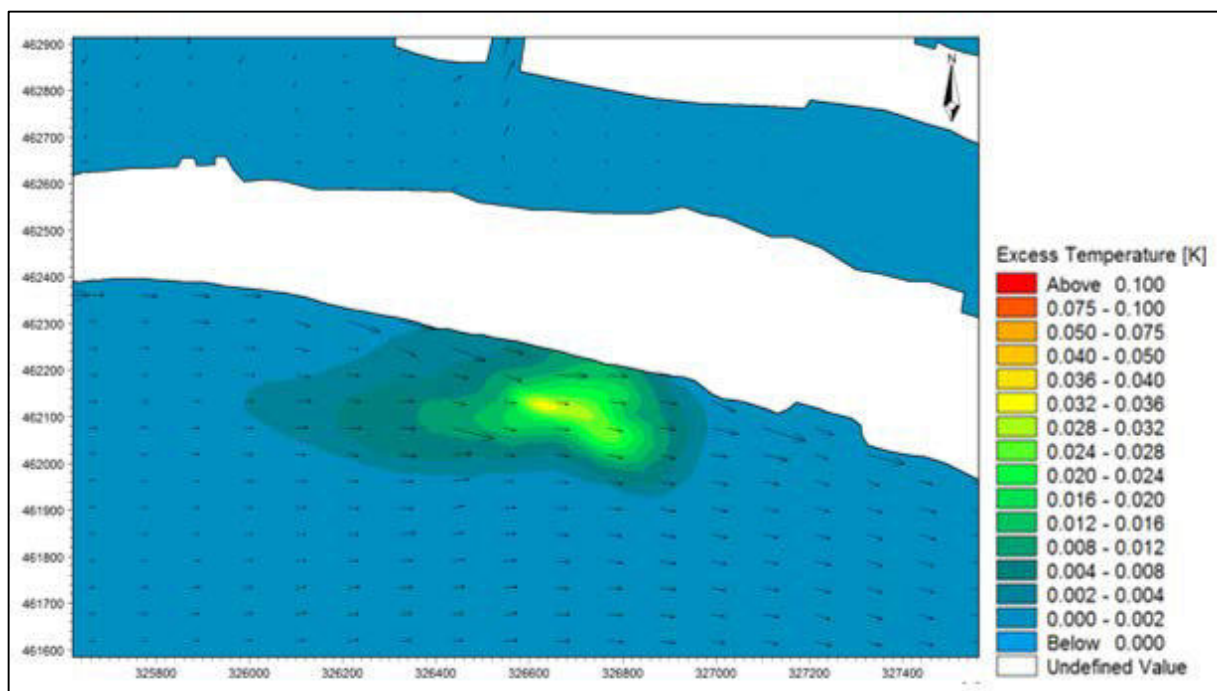 462900
462800
462700
462600
462500
462400
462300
462200
462100
462000
461900
461800
461700
461600
325800 326000 326200 326400 326600 326800 327000 327200 327400
N
Excess Temperature [K]
Above 0.100
0.075 - 0.100
0.050 - 0.075
0.040 - 0.050
0.036 - 0.040
0.032 - 0.036
0.028 - 0.032
0.024 - 0.028
0.020 - 0.024
0.016 - 0.020
0.012 - 0.016
0.008 - 0.012
0.004 - 0.008
0.002 - 0.004
0.000 - 0.002
Below 0.000
Undefined Value